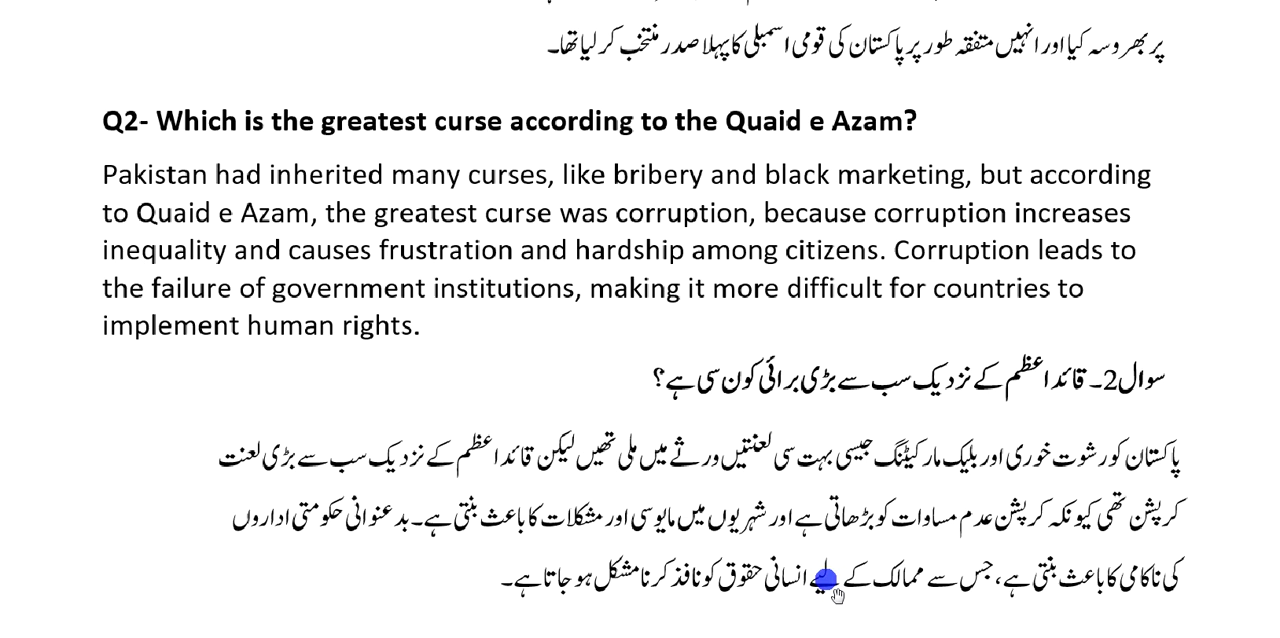 پر بھروسہ کیا اور انہیں متفقہ طور پر پاکستان کی قومی اسمبلی کا پہلا صدر منتخب کر لیا تھا۔
Q2- Which is the greatest curse according to the Quaid e Azam?
Pakistan had inherited many curses, like bribery and black marketing, but according
to Quaid e Azam, the greatest curse was corruption, because corruption increases
inequality and causes frustration and hardship among citizens. Corruption leads to
the failure of government institutions, making it more difficult for countries to
implement human rights.
سوال2۔ قائد اعظم کے نزدیک سب سے بڑی برائی کون سی ہے؟
پاکستان کو رشوت خوری اور بلیک مارکیٹنگ جیسی بہت سی لعنتیں ورثے میں ملی تھیں لیکن قائد اعظم کے نزدیک سب سے بڑی لعنت
کرپشن تھی کیونکہ کرپشن عدم مساوات کو بڑھاتی ہے اور شہریوں میں مایوسی اور مشکلات کا باعث بنتی ہے۔ بدعنوانی حکومتی اداروں
کی ناکامی کا باعث بنتی ہے، جس سے ممالک کے لیے انسانی حقوق کو نافذ کرنا مشکل ہو جاتا ہے۔